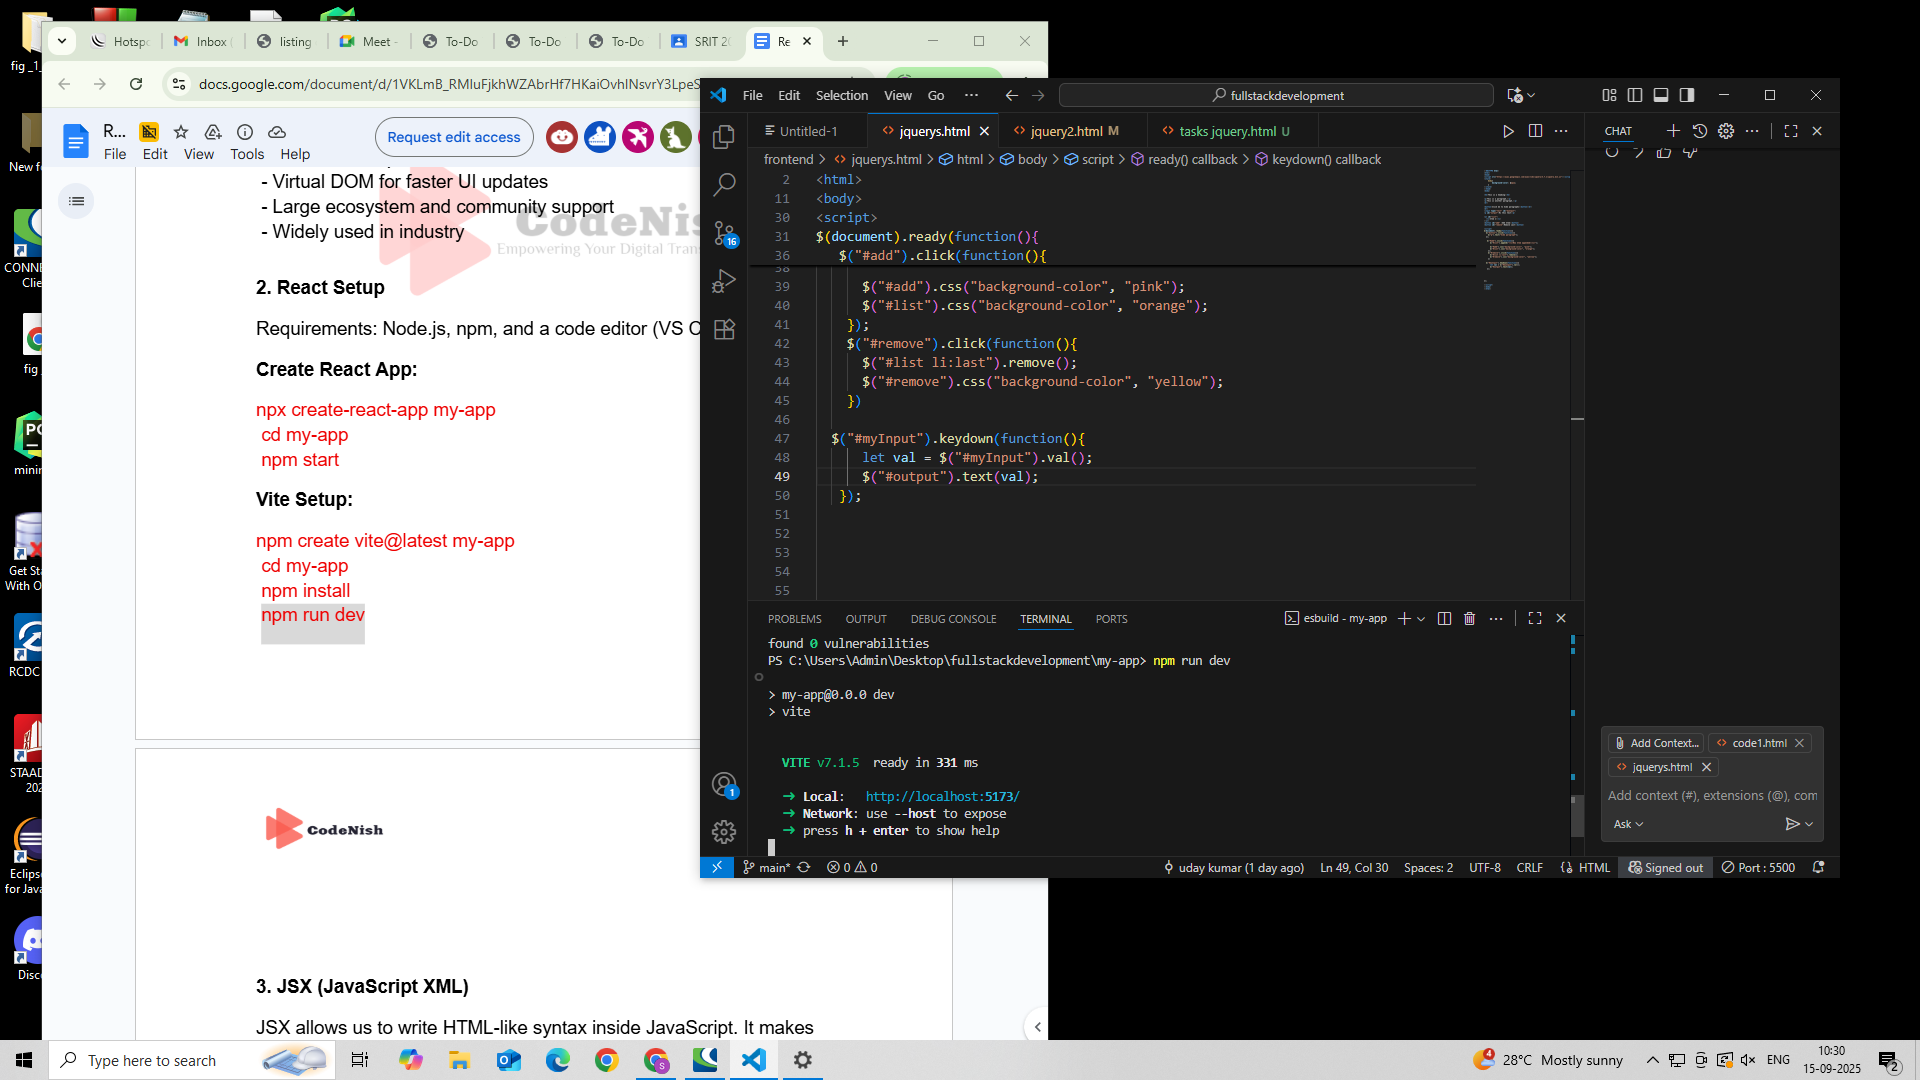 fig_1_
Hotsp
Inbox
listing
Meet -
To-Do
To-Do
To-Do
SRIT 20
Re
docs.google.com/document/d/1VKLmB_RMIuFjkhWZAbrHf7HKaiOvhINsvrY3LpeS
R...
File Edit View Tools Help
Request edit access
- Virtual DOM for faster UI updates
- Large ecosystem and community support
- Widely used in industry
CodeNis
Empowering Your Digital Trans
2. React Setup
Requirements: Node.js, npm, and a code editor (VS C
Create React App:
npx create-react-app my-app
cd my-app
npm start
Vite Setup:
npm create vite@latest my-app
cd my-app
npm install
npm run dev
CodeNish
3. JSX (JavaScript XML)
JSX allows us to write HTML-like syntax inside JavaScript. It makes
New f
CONNE
Clie
fig
PC
minin
Get Sta
With O
RCDC
STAAD
202
Eclips
for Java
Disc
File Edit Selection View Go ...
fullstackdevelopment
Untitled-1
jquerys.html
jquery2.html M
tasks jquery.html U
frontend > jquerys.html > html > body > script > ready() callback > keydown() callback
2 <html>
11 <body>
30 <script>
31 $(document).ready(function(){
36 $("#add").click(function(){
38
39 $("#add").css("background-color", "pink");
40 $("#list").css("background-color", "orange");
41 });
42 $("#remove").click(function(){
43 $("#list li:last").remove();
44 $("#remove").css("background-color", "yellow");
45 })
46
47 $("#myInput").keydown(function(){
48 let val = $("#myInput").val();
49 $("#output").text(val);
50 });
51
52
53
54
55
16
1
PROBLEMS OUTPUT DEBUG CONSOLE TERMINAL PORTS
esbuild - my-app
found 0 vulnerabilities
PS C:\Users\Admin\Desktop\fullstackdevelopment\my-app> npm run dev
> my-app@0.0.0 dev
> vite
VITE v7.1.5 ready in 331 ms
➜ Local: http://localhost:5173/
➜ Network: use --host to expose
➜ press h + enter to show help
CHAT
Add Context...
code1.html
jquerys.html
Add context (#), extensions (@), com
Ask
main*
0 0
uday kumar (1 day ago)
Ln 49, Col 30
Spaces: 2
UTF-8
CRLF
{} HTML
Signed out
Port : 5500
Type here to search
4
28°C Mostly sunny
ENG
10:30
15-09-2025
2